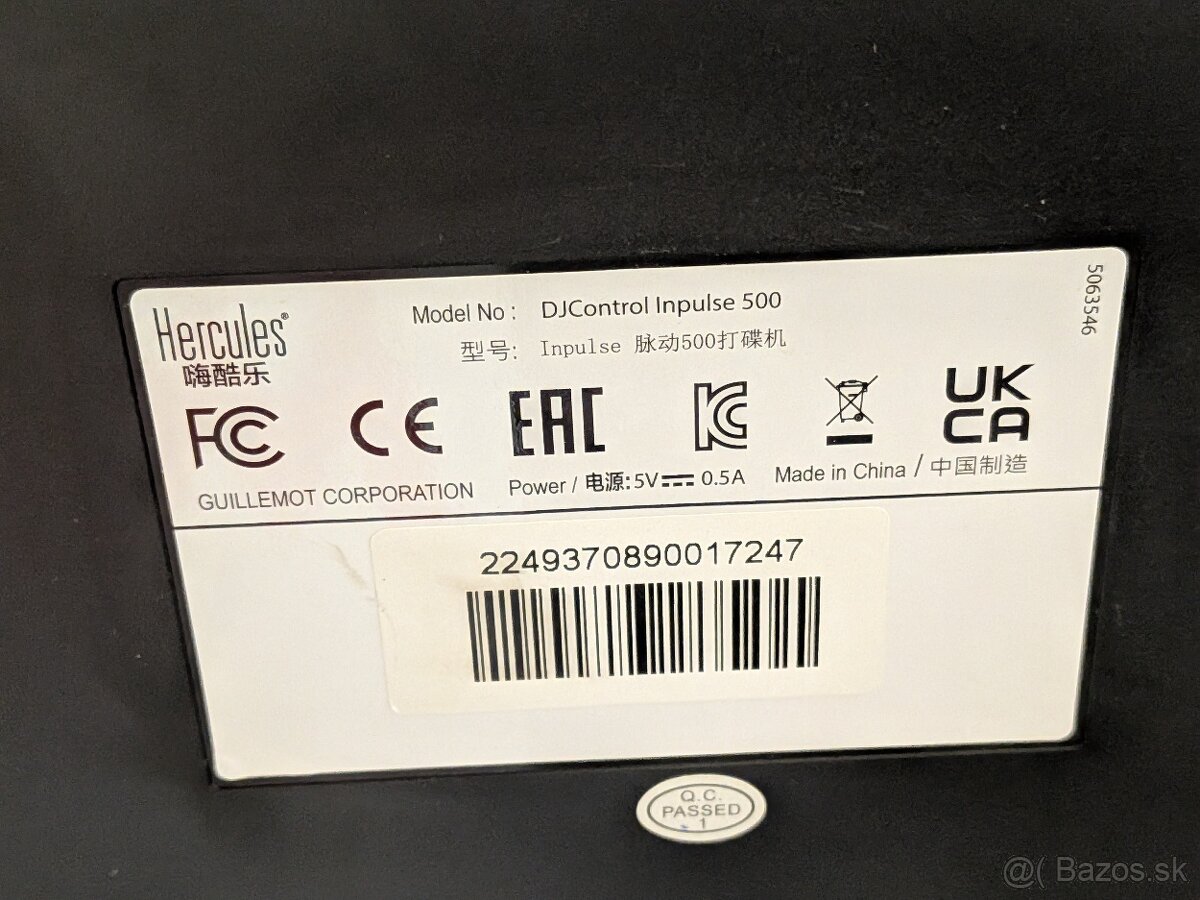 Hercules®
嗨酷乐
Model No : DJControl Inpulse 500
型号: Inpulse 脉动500打碟机
5063546
FC CE EAC KC UK
CA
GUILLEMOT CORPORATION Power / 电源: 5V 0.5A Made in China / 中国制造
2249370890017247
Q.C.
PASSED
1
@( Bazos.sk